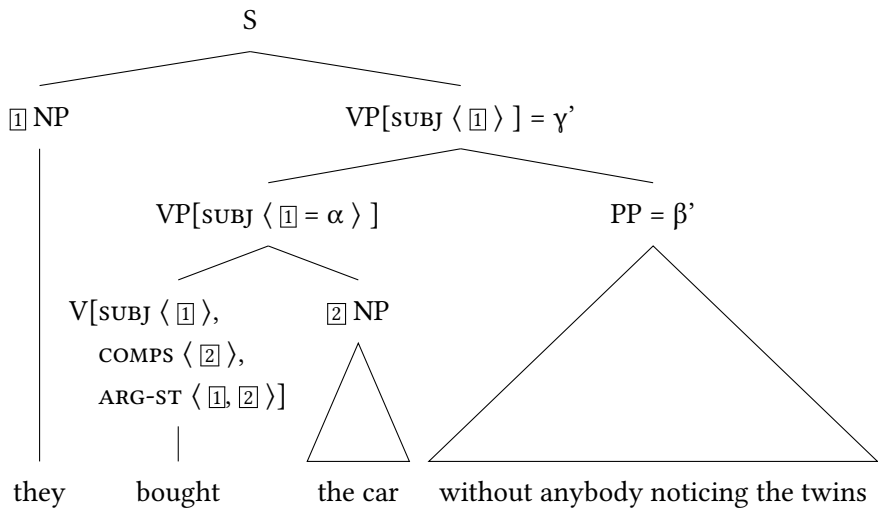 S
1 NP VP[SUBJ ⟨ 1 ⟩ ] = γ’
VP[SUBJ ⟨ 1 = α ⟩ ] PP = β’
V[SUBJ ⟨ 1 ⟩, 2 NP
COMPS ⟨ 2 ⟩,
ARG-ST ⟨ 1, 2 ⟩]
they bought the car without anybody noticing the twins